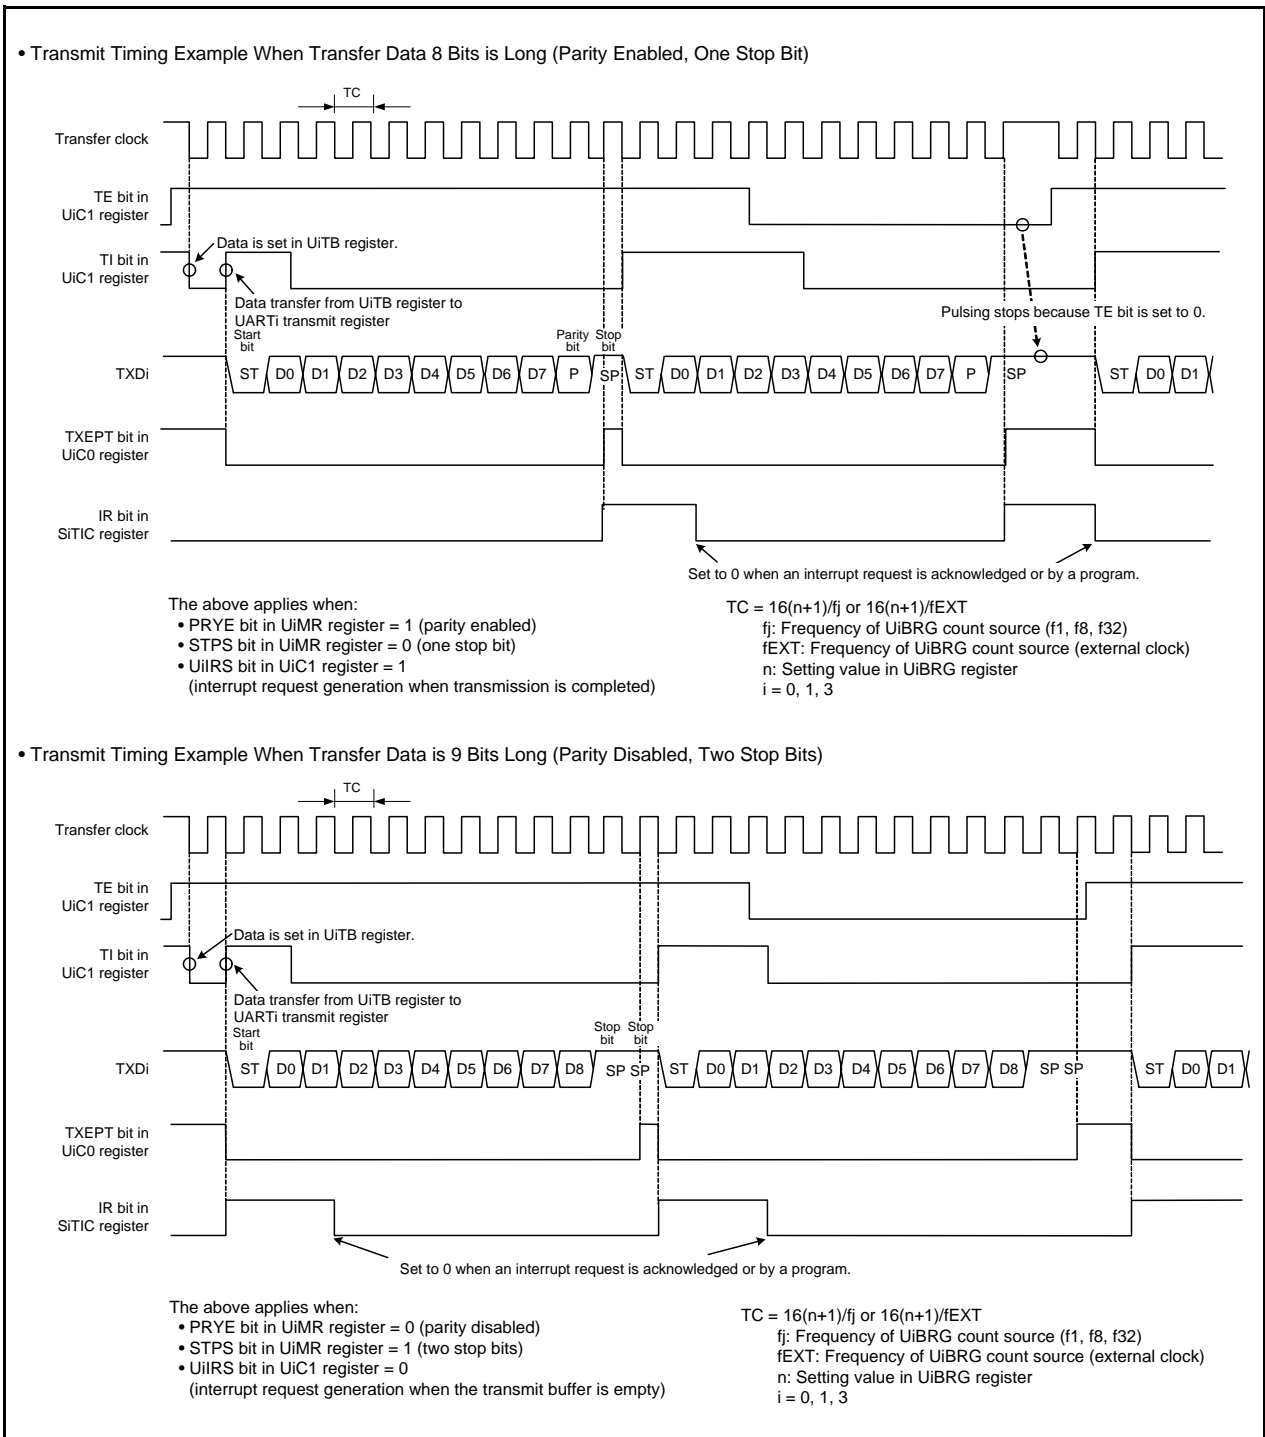 • Transmit Timing Example When Transfer Data 8 Bits is Long (Parity Enabled, One Stop Bit)
TC
Transfer clock
TE bit in
UiC1 register
Data is set in UiTB register.
TI bit in
UiC1 register
Data transfer from UiTB register to
UARTi transmit register
Pulsing stops because TE bit is set to 0.
Start
bit
Parity
bit
Stop
bit
TXDi
ST D0 D1 D2 D3 D4 D5 D6 D7 P SP ST D0 D1 D2 D3 D4 D5 D6 D7 P SP ST D0 D1
TXEPT bit in
UiC0 register
IR bit in
SiTIC register
Set to 0 when an interrupt request is acknowledged or by a program.
The above applies when:
• PRYE bit in UiMR register = 1 (parity enabled)
• STPS bit in UiMR register = 0 (one stop bit)
• UiIRS bit in UiC1 register = 1
(interrupt request generation when transmission is completed)
TC = 16(n+1)/fj or 16(n+1)/fEXT
fj: Frequency of UiBRG count source (f1, f8, f32)
fEXT: Frequency of UiBRG count source (external clock)
n: Setting value in UiBRG register
i = 0, 1, 3
• Transmit Timing Example When Transfer Data is 9 Bits Long (Parity Disabled, Two Stop Bits)
TC
Transfer clock
TE bit in
UiC1 register
Data is set in UiTB register.
TI bit in
UiC1 register
Data transfer from UiTB register to
UARTi transmit register
Start
bit
Stop
bit
Stop
bit
TXDi
ST D0 D1 D2 D3 D4 D5 D6 D7 D8 SP SP ST D0 D1 D2 D3 D4 D5 D6 D7 D8 SP SP ST D0 D1
TXEPT bit in
UiC0 register
IR bit in
SiTIC register
Set to 0 when an interrupt request is acknowledged or by a program.
The above applies when:
• PRYE bit in UiMR register = 0 (parity disabled)
• STPS bit in UiMR register = 1 (two stop bits)
• UiIRS bit in UiC1 register = 0
(interrupt request generation when the transmit buffer is empty)
TC = 16(n+1)/fj or 16(n+1)/fEXT
fj: Frequency of UiBRG count source (f1, f8, f32)
fEXT: Frequency of UiBRG count source (external clock)
n: Setting value in UiBRG register
i = 0, 1, 3